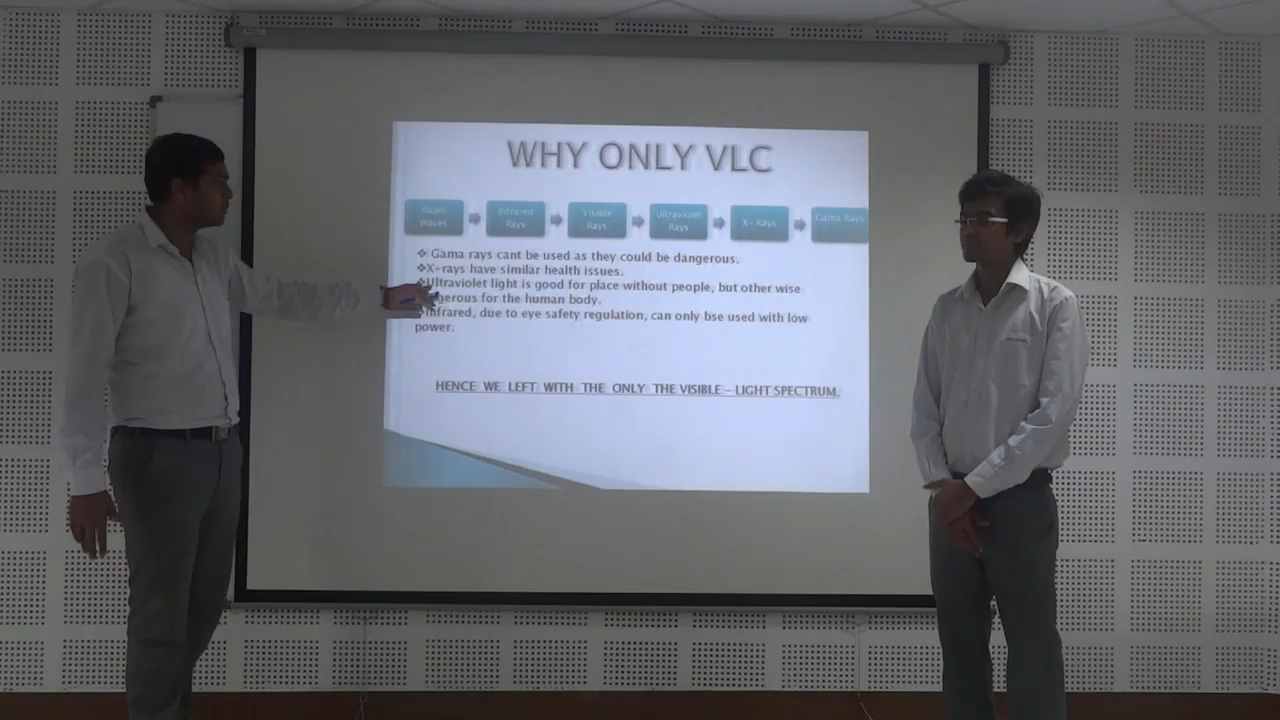 WHY ONLY VLC
Radio Waves
Infrared Rays
Visible Rays
Ultraviolet Rays
X- Rays
Gama Rays
❖ Gama rays cant be used as they could be dangerous.
❖X-rays have similar health issues.
❖Ultraviolet light is good for place without people, but other wise
gerous for the human body.
Infrared, due to eye safety regulation, can only bse used with low
power.
HENCE WE LEFT WITH THE ONLY THE VISIBLE – LIGHT SPECTRUM.